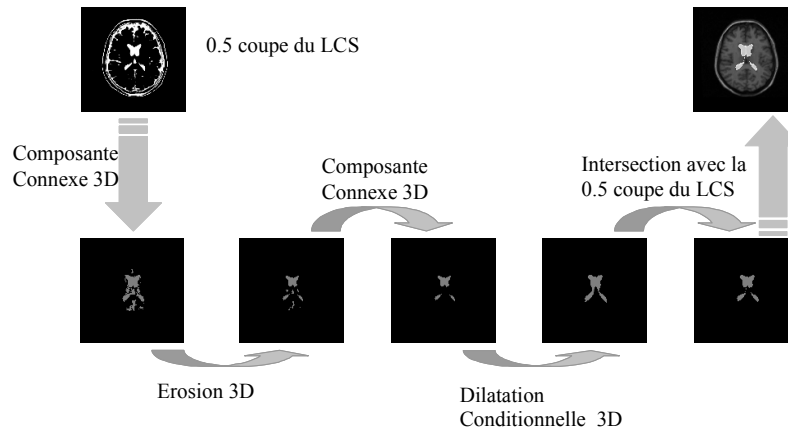 0.5 coupe du LCS
Composante
Connexe 3D
Composante
Connexe 3D
Intersection avec la
0.5 coupe du LCS
Erosion 3D
Dilatation
Conditionnelle 3D